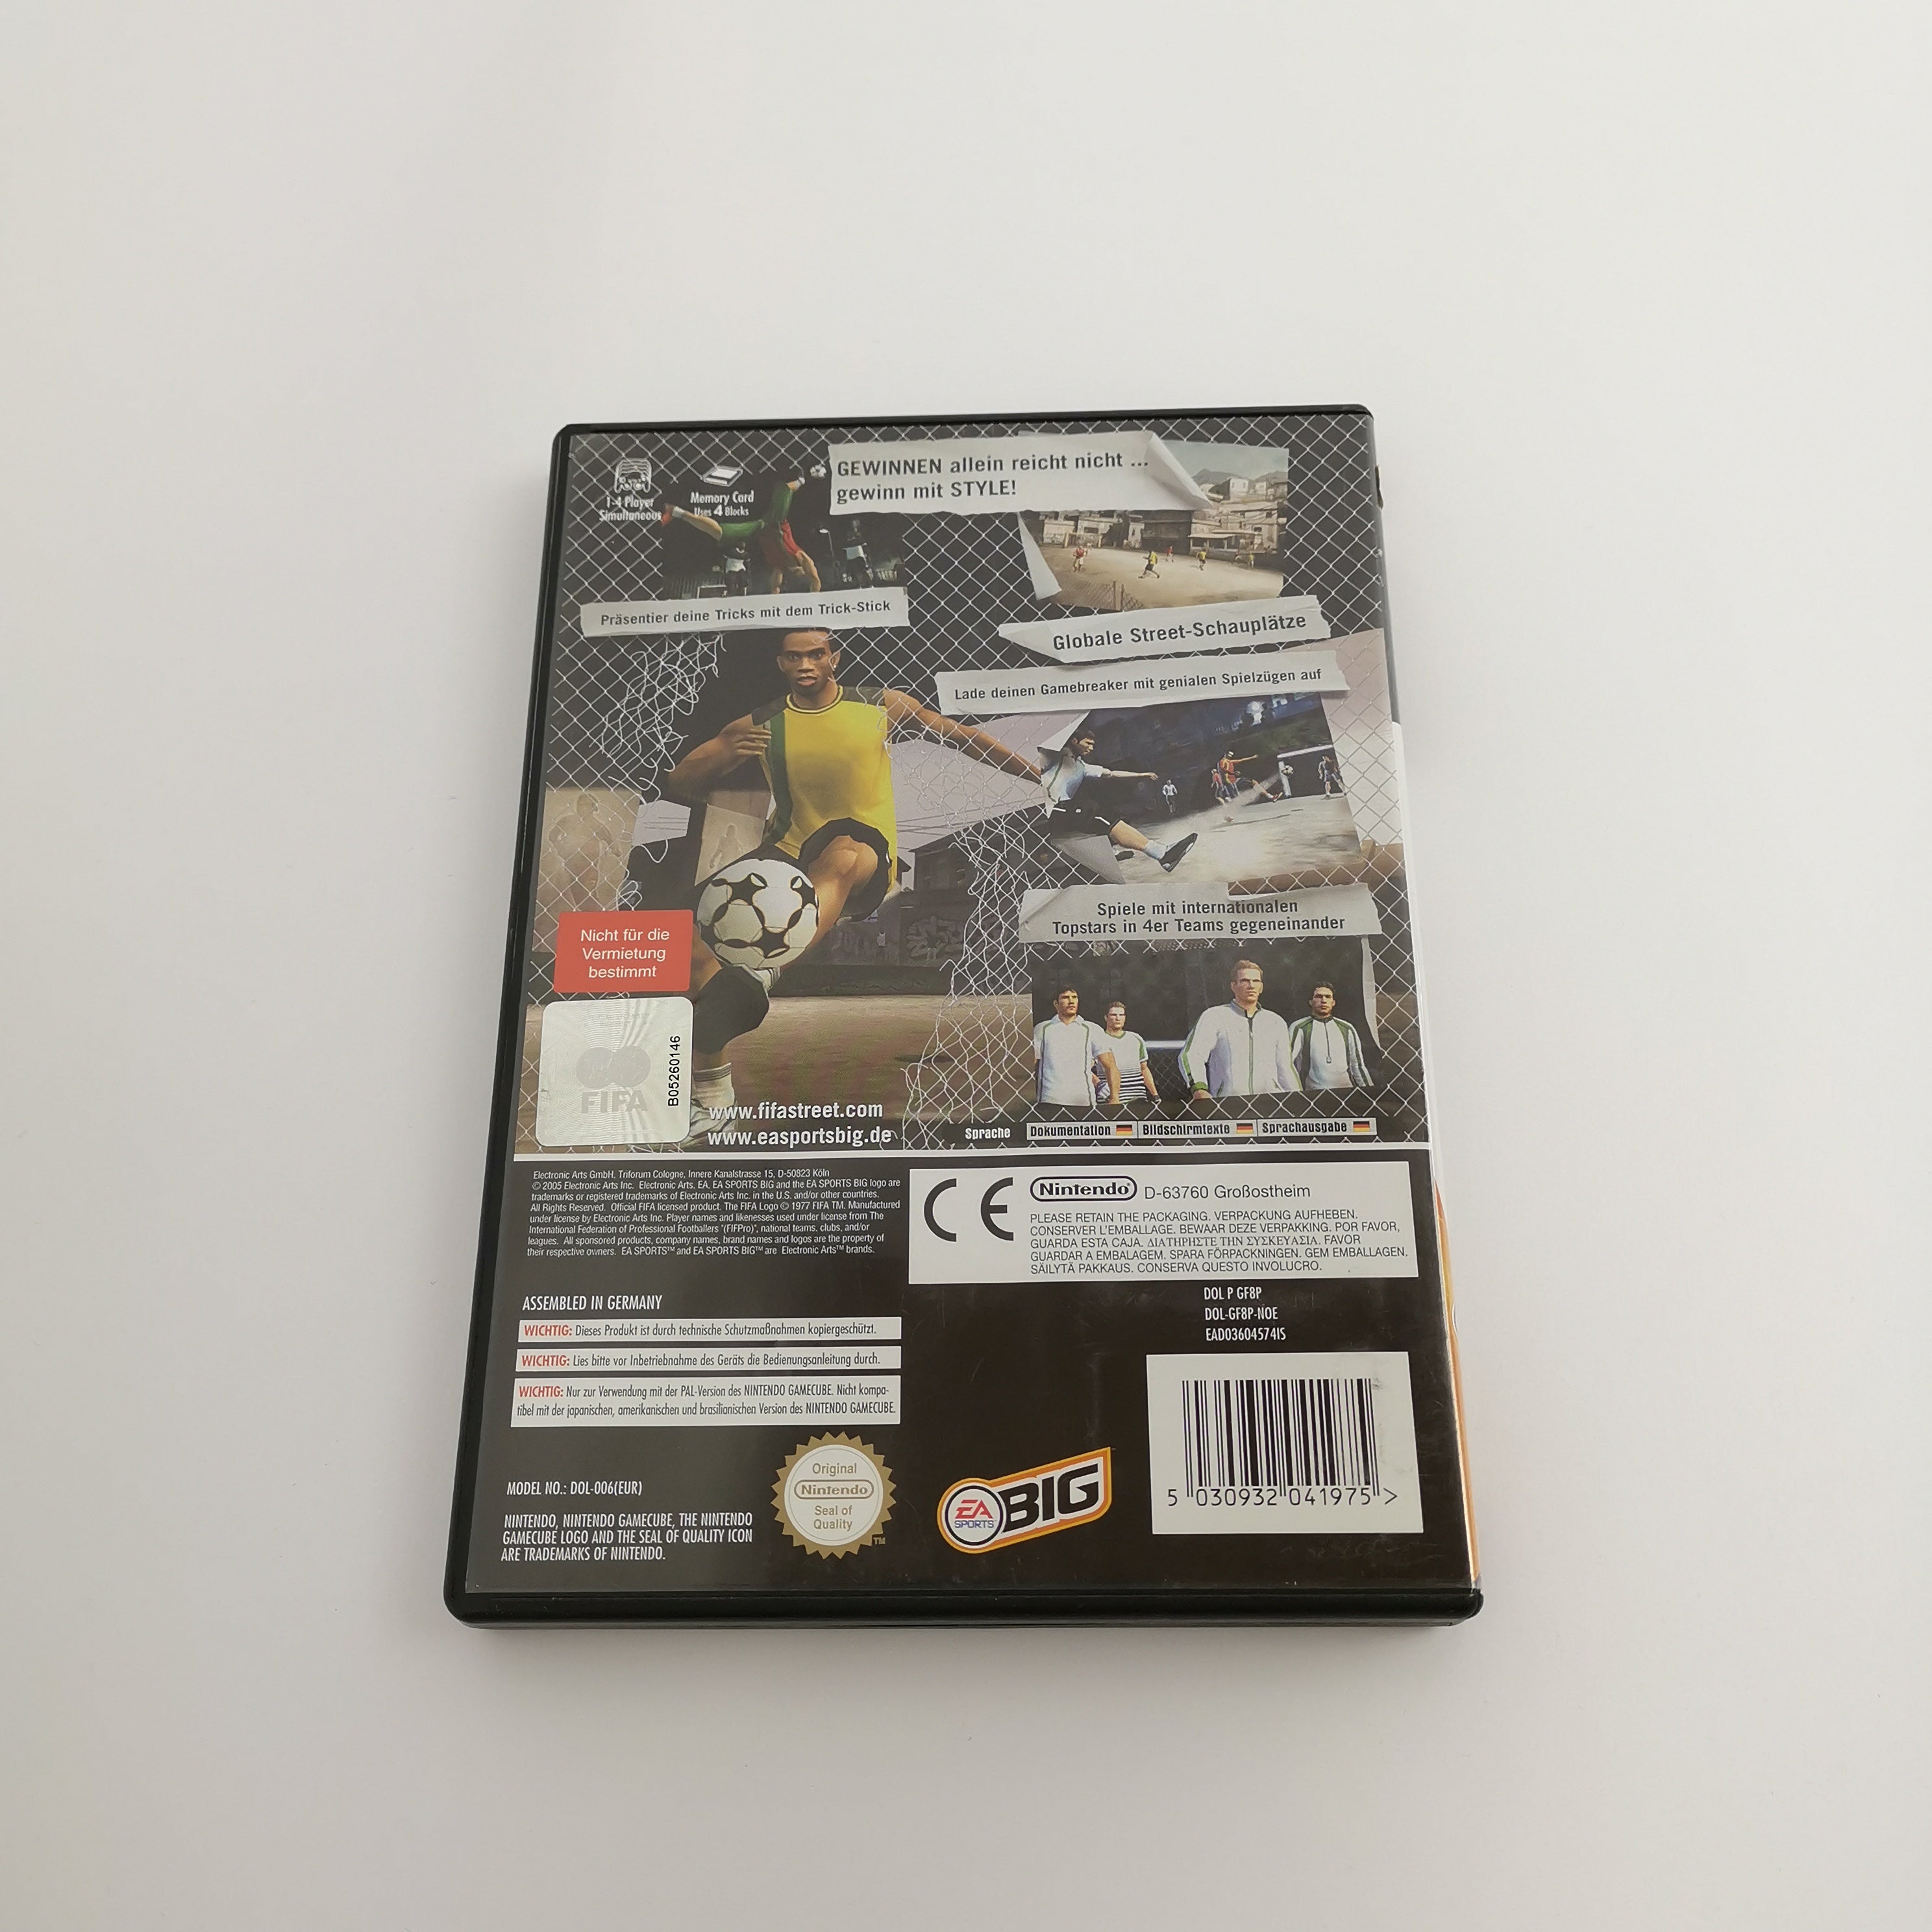 1-4 Player
Simultaneous
Memory Card
Uses 4 Blocks
GEWINNEN allein reicht nicht ...
gewinn mit STYLE!
Präsentier deine Tricks mit dem Trick-Stick
Globale Street-Schauplätze
Lade deinen Gamebreaker mit genialen Spielzügen auf
Spiele mit internationalen
Topstars in 4er Teams gegeneinander
Nicht für die
Vermietung
bestimmt
FIFA
B05260146
www.fifastreet.com
www.easportsbig.de
Sprache Dokumentation Bildschirmtexte Sprachausgabe
Electronic Arts GmbH, Triforum Cologne, Innere Kanalstrasse 15, D-50823 Köln
© 2005 Electronic Arts Inc. Electronic Arts, EA, EA SPORTS BIG and the EA SPORTS BIG logo are
trademarks or registered trademarks of Electronic Arts Inc. in the U.S. and/or other countries.
All Rights Reserved. Official FIFA licensed product. The FIFA Logo © 1977 FIFA TM. Manufactured
under license by Electronic Arts Inc. Player names and likenesses used under license from The
International Federation of Professional Footballers "(FIFPro)", national teams, clubs, and/or
leagues. All sponsored products, company names, brand names and logos are the property of
their respective owners. EA SPORTS™ and EA SPORTS BIG™ are Electronic Arts™ brands.
CE
Nintendo® D-63760 Großostheim
PLEASE RETAIN THE PACKAGING. VERPACKUNG AUFHEBEN.
CONSERVER L'EMBALLAGE. BEWAAR DEZE VERPAKKING. POR FAVOR,
GUARDA ESTA CAJA. ΔΙΑΤΗΡΗΣΤΕ ΤΗΝ ΣΥΣΚΕΥΑΣΙΑ. FAVOR
GUARDAR A EMBALAGEM. SPARA FÖRPACKNINGEN. GEM EMBALLAGEN.
SÄILYTÄ PAKKAUS. CONSERVA QUESTO INVOLUCRO.
ASSEMBLED IN GERMANY
WICHTIG: Dieses Produkt ist durch technische Schutzmaßnahmen kopiergeschützt.
WICHTIG: Lies bitte vor Inbetriebnahme des Geräts die Bedienungsanleitung durch.
WICHTIG: Nur zur Verwendung mit der PAL-Version des NINTENDO GAMECUBE. Nicht kompa-
tibel mit der japanischen, amerikanischen und brasilianischen Version des NINTENDO GAMECUBE.
DOL P GF8P
DOL-GF8P-NOE
EAD03604574IS
MODEL NO.: DOL-006(EUR)
NINTENDO, NINTENDO GAMECUBE, THE NINTENDO
GAMECUBE LOGO AND THE SEAL OF QUALITY ICON
ARE TRADEMARKS OF NINTENDO.
Original
Nintendo
Seal of
Quality
TM
EA
SPORTS
BIG
5 030932 041975 >